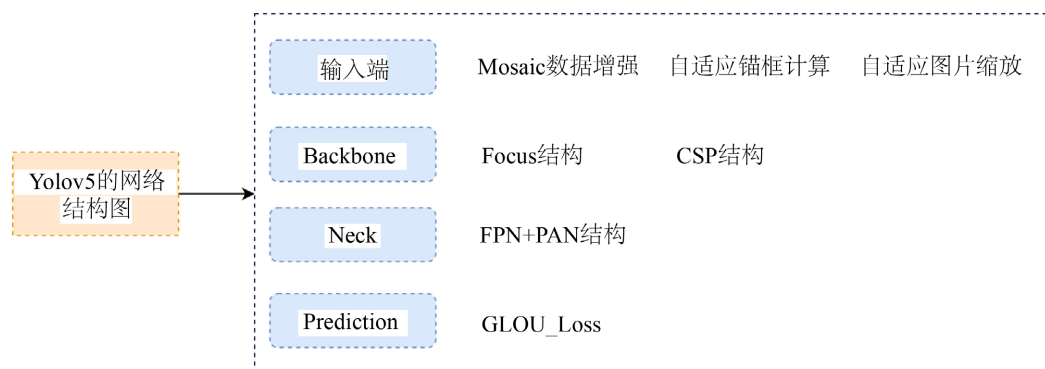 输入端
Mosaic数据增强 自适应锚框计算 自适应图片缩放
Backbone
Focus结构 CSP结构
Yolov5的网络
结构图
Neck
FPN+PAN结构
Prediction
GLOU_Loss